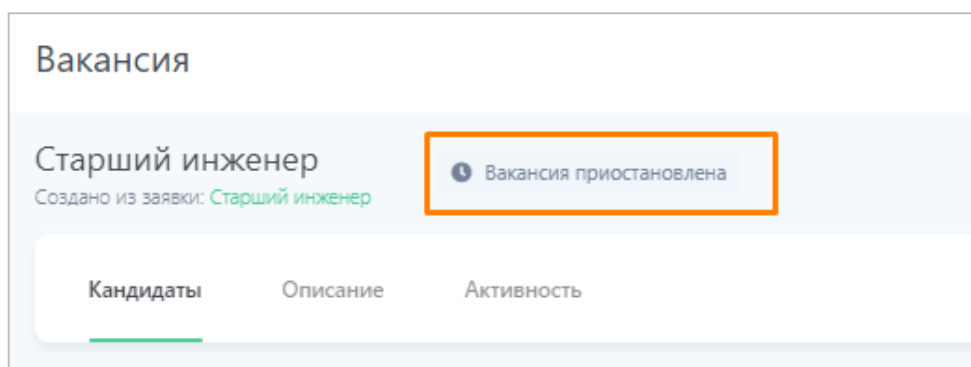 Вакансия
Старший инженер
Вакансия приостановлена
Создано из заявки: Старший инженер
Кандидаты Описание Активность